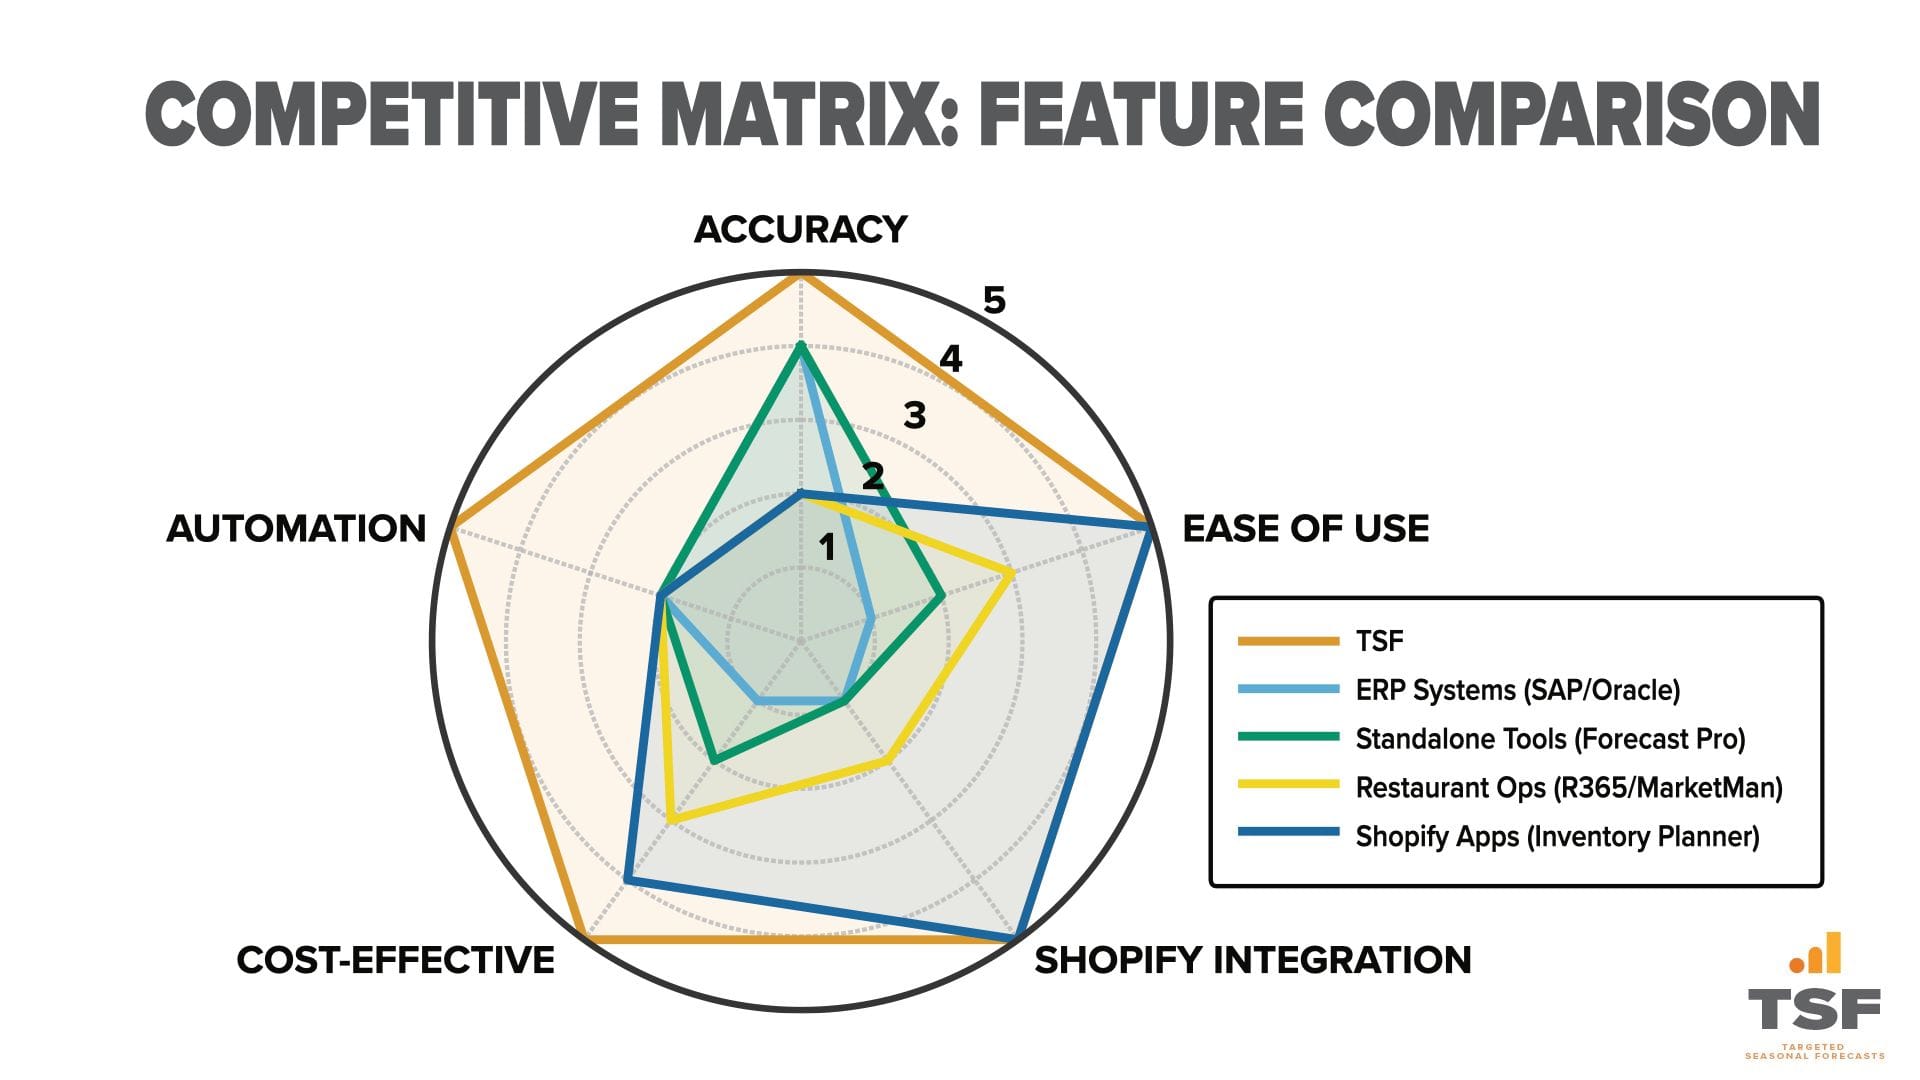 COMPETITIVE MATRIX: FEATURE COMPARISON
ACCURACY
5
4
3
2
1
AUTOMATION
EASE OF USE
TSF
ERP Systems (SAP/Oracle)
Standalone Tools (Forecast Pro)
Restaurant Ops (R365/MarketMan)
Shopify Apps (Inventory Planner)
COST-EFFECTIVE
SHOPIFY INTEGRATION
TSF
TARGETED
SEASONAL FORECASTS